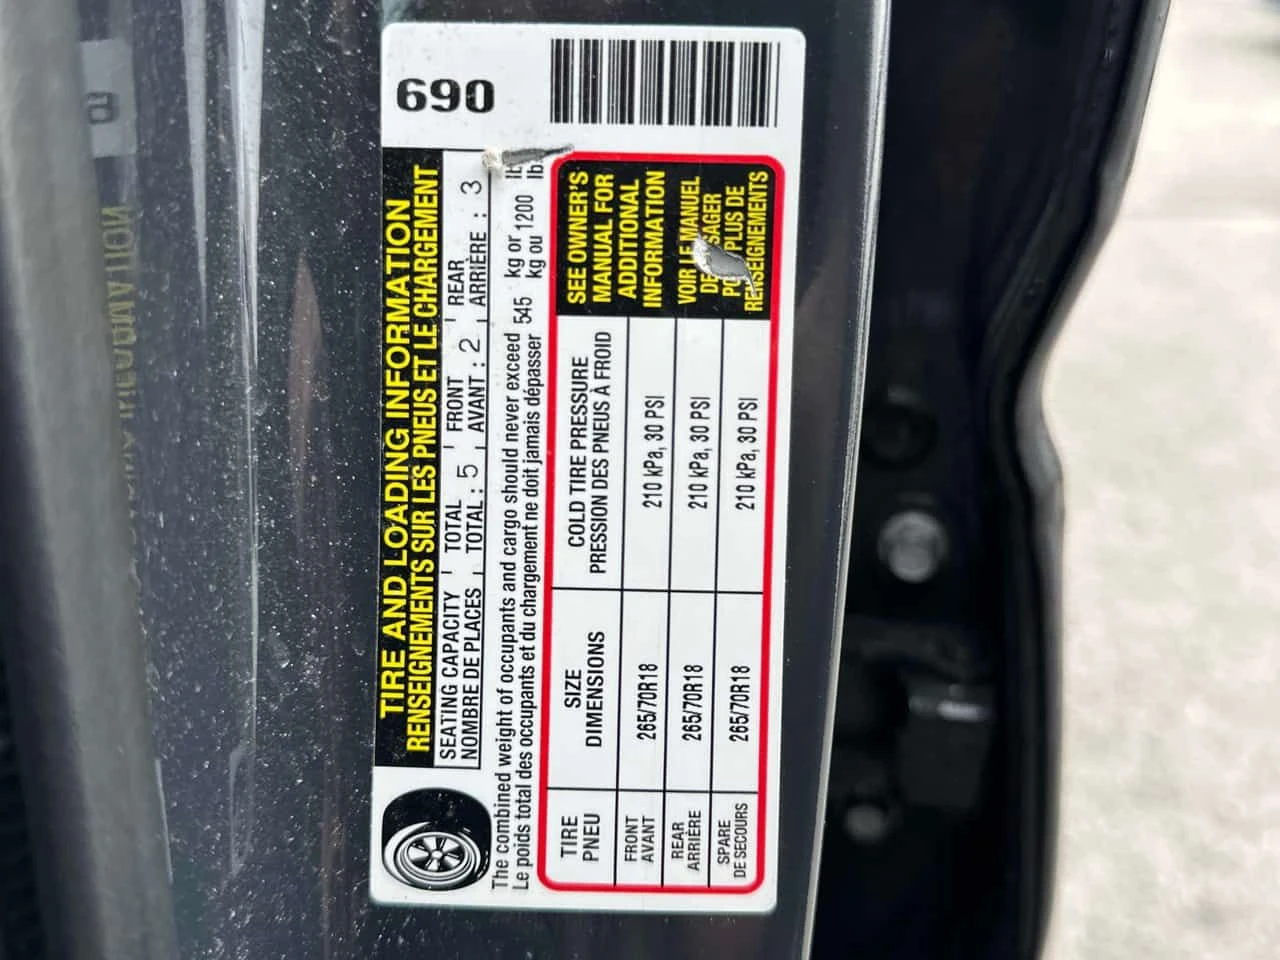 690
TIRE AND LOADING INFORMATION
RENSEIGNEMENTS SUR LES PNEUS ET LE CHARGEMENT
SEATING CAPACITY TOTAL FRONT REAR
NOMBRE DE PLACES TOTAL : 5 AVANT : 2 ARRIÈRE : 3
The combined weight of occupants and cargo should never exceed 545 kg or 1200 lb
Le poids total des occupants et du chargement ne doit jamais dépasser kg ou lb
TIRE SIZE COLD TIRE PRESSURE
PNEU DIMENSIONS PRESSION DES PNEUS À FROID
FRONT 265/70R18 210 kPa, 30 PSI
AVANT
REAR 265/70R18 210 kPa, 30 PSI
ARRIÈRE
SPARE 265/70R18 210 kPa, 30 PSI
DE SECOURS
SEE OWNER'S
MANUAL FOR
ADDITIONAL
INFORMATION
VOIR LE MANUEL
PLUS DE
RENSEIGNEMENTS